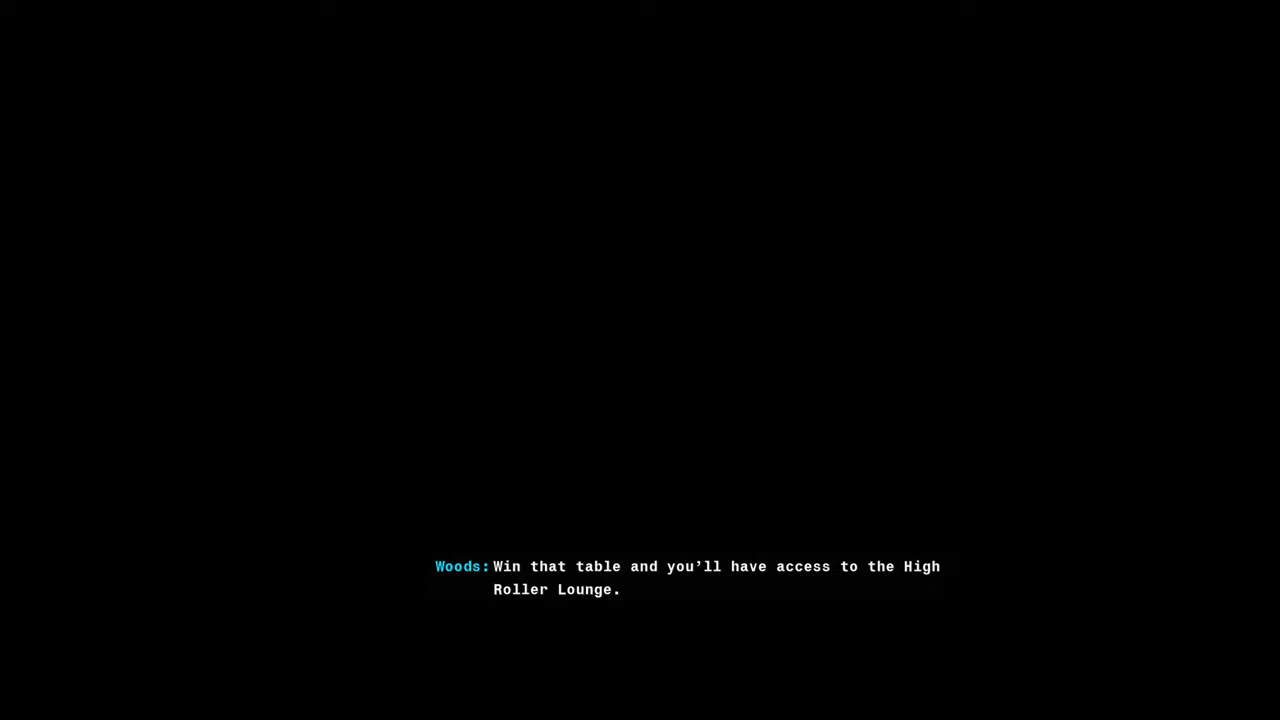 Woods: Win that table and you’ll have access to the High
Roller Lounge.